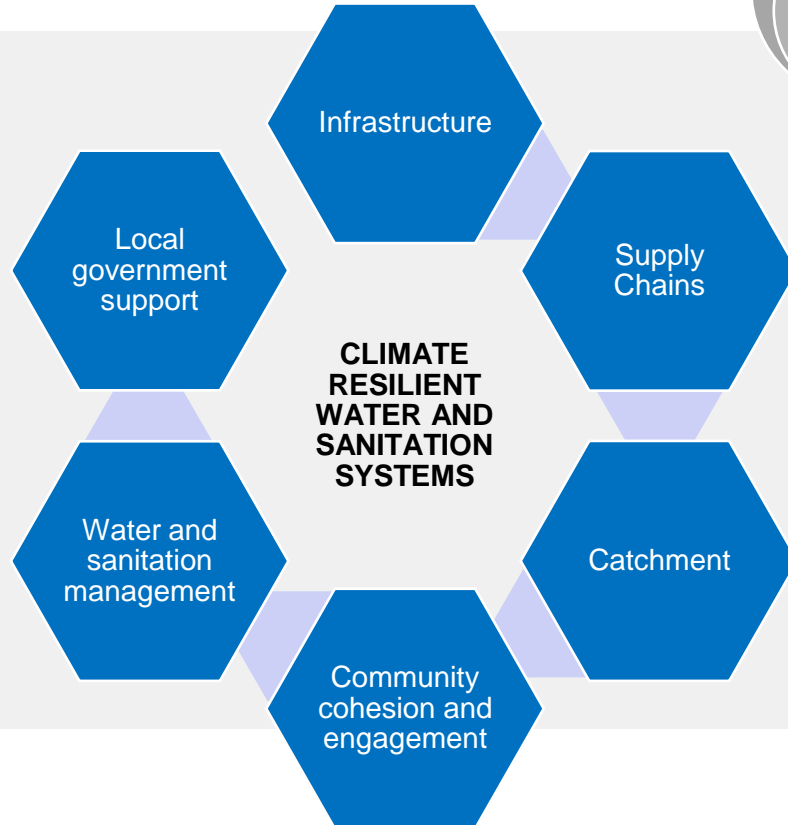 Infrastructure
Supply
Chains
Catchment
Community
cohesion and
engagement
Water and
sanitation
management
Local
government
support
CLIMATE
RESILIENT
WATER AND
SANITATION
SYSTEMS